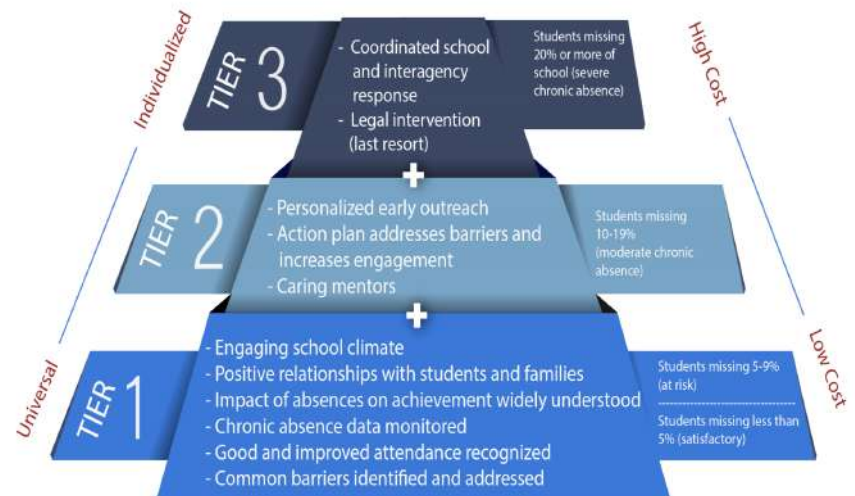 Individualized
High Cost
TIER 3
- Coordinated school
and interagency
response
- Legal intervention
(last resort)
Students missing
20% or more of
school (severe
chronic absence)
+
TIER 2
- Personalized early outreach
- Action plan addresses barriers and
increases engagement
- Caring mentors
Students missing
10-19%
(moderate chronic
absence)
+
Universal
Low Cost
TIER 1
- Engaging school climate
- Positive relationships with students and families
- Impact of absences on achievement widely understood
- Chronic absence data monitored
- Good and improved attendance recognized
- Common barriers identified and addressed
Students missing 5-9%
(at risk)
Students missing less than
5% (satisfactory)